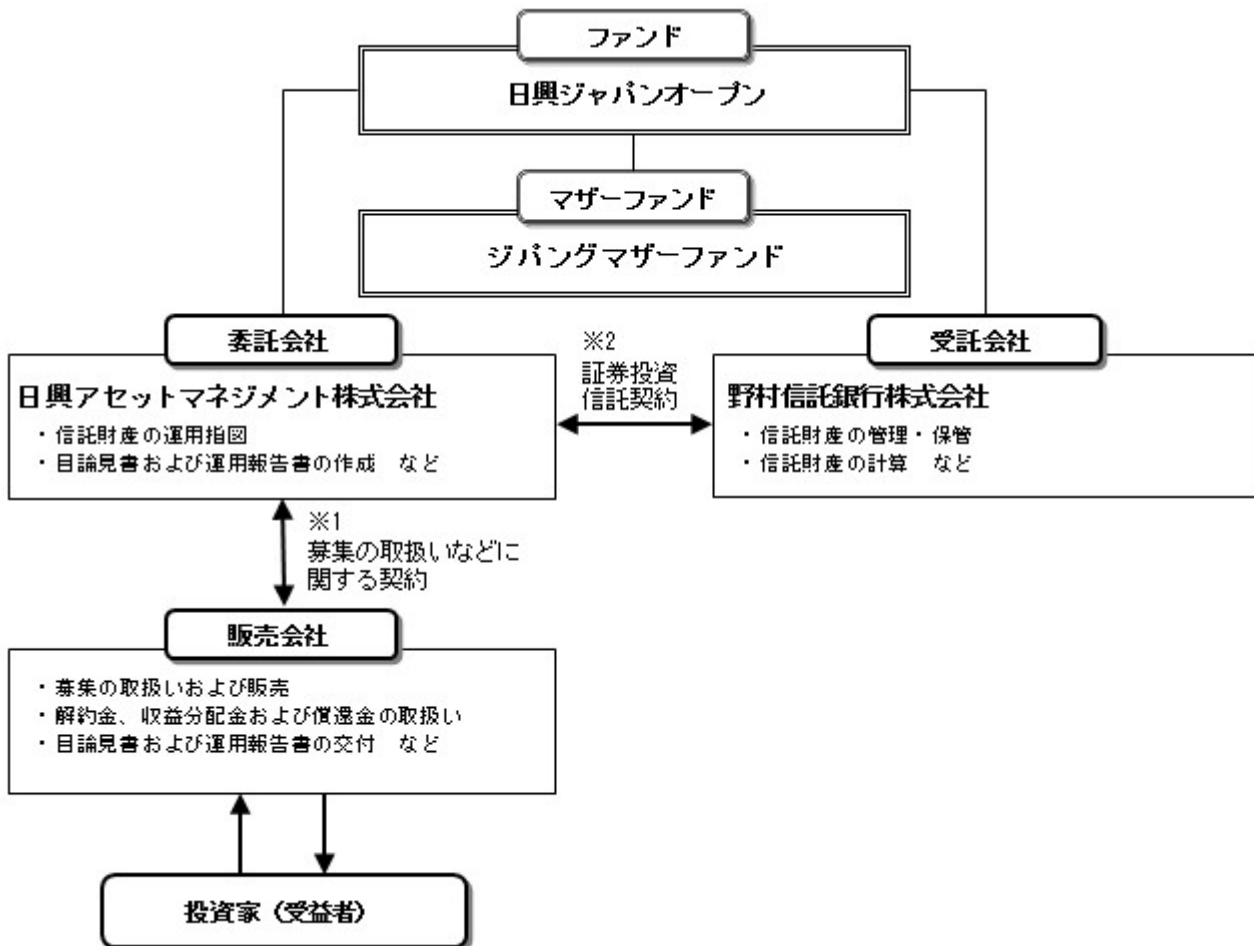 ファンド
日興ジャパンオープン
マザーファンド
ジパングマザーファンド
委託会社
日興アセットマネジメント株式会社
・信託財産の運用指図
・目論見書および運用報告書の作成　など
※2
証券投資
信託契約
受託会社
野村信託銀行株式会社
・信託財産の管理・保管
・信託財産の計算　など
※1
募集の取扱いなどに
関する契約
販売会社
・募集の取扱いおよび販売
・解約金、収益分配金および償還金の取扱い
・目論見書および運用報告書の交付　など
投資家（受益者）